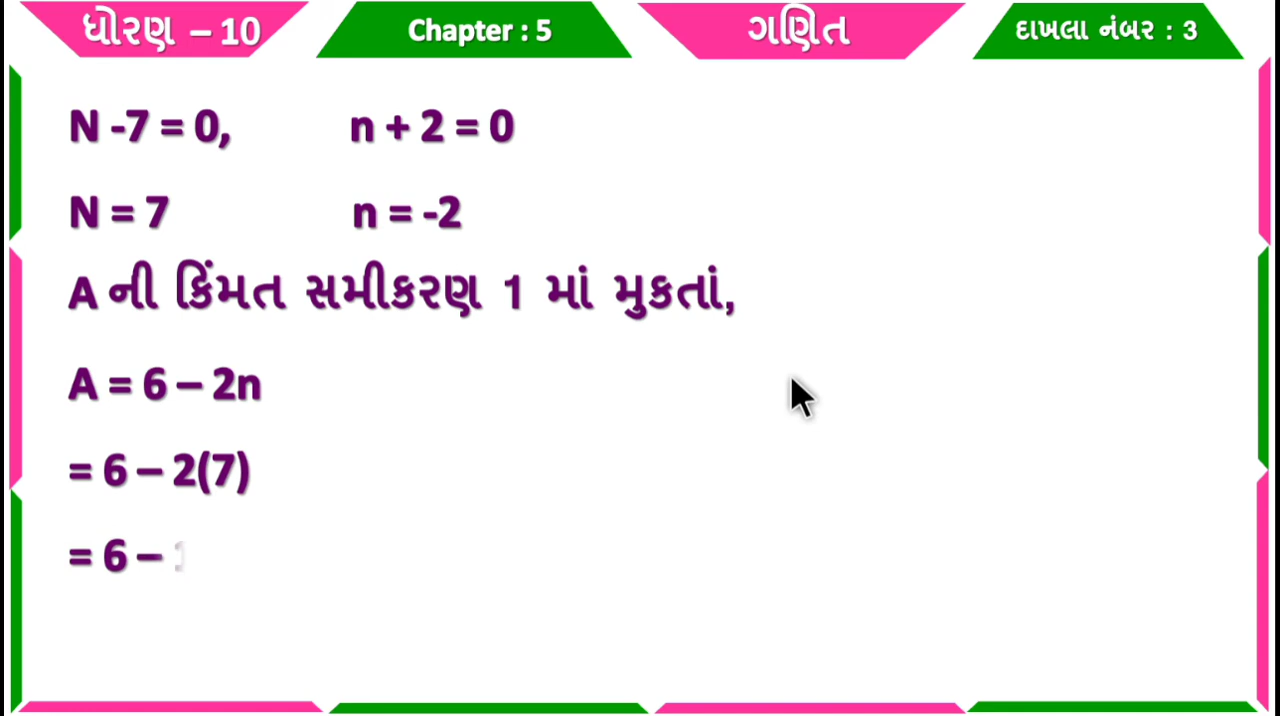 ધોરણ – 10
Chapter : 5
ગણિત
દાખલા નંબર : 3
N -7 = 0, n + 2 = 0
N = 7 n = -2
A ની કિંમત સમીકરણ 1 માં મુકતાં,
A = 6 – 2n
= 6 – 2(7)
= 6 –